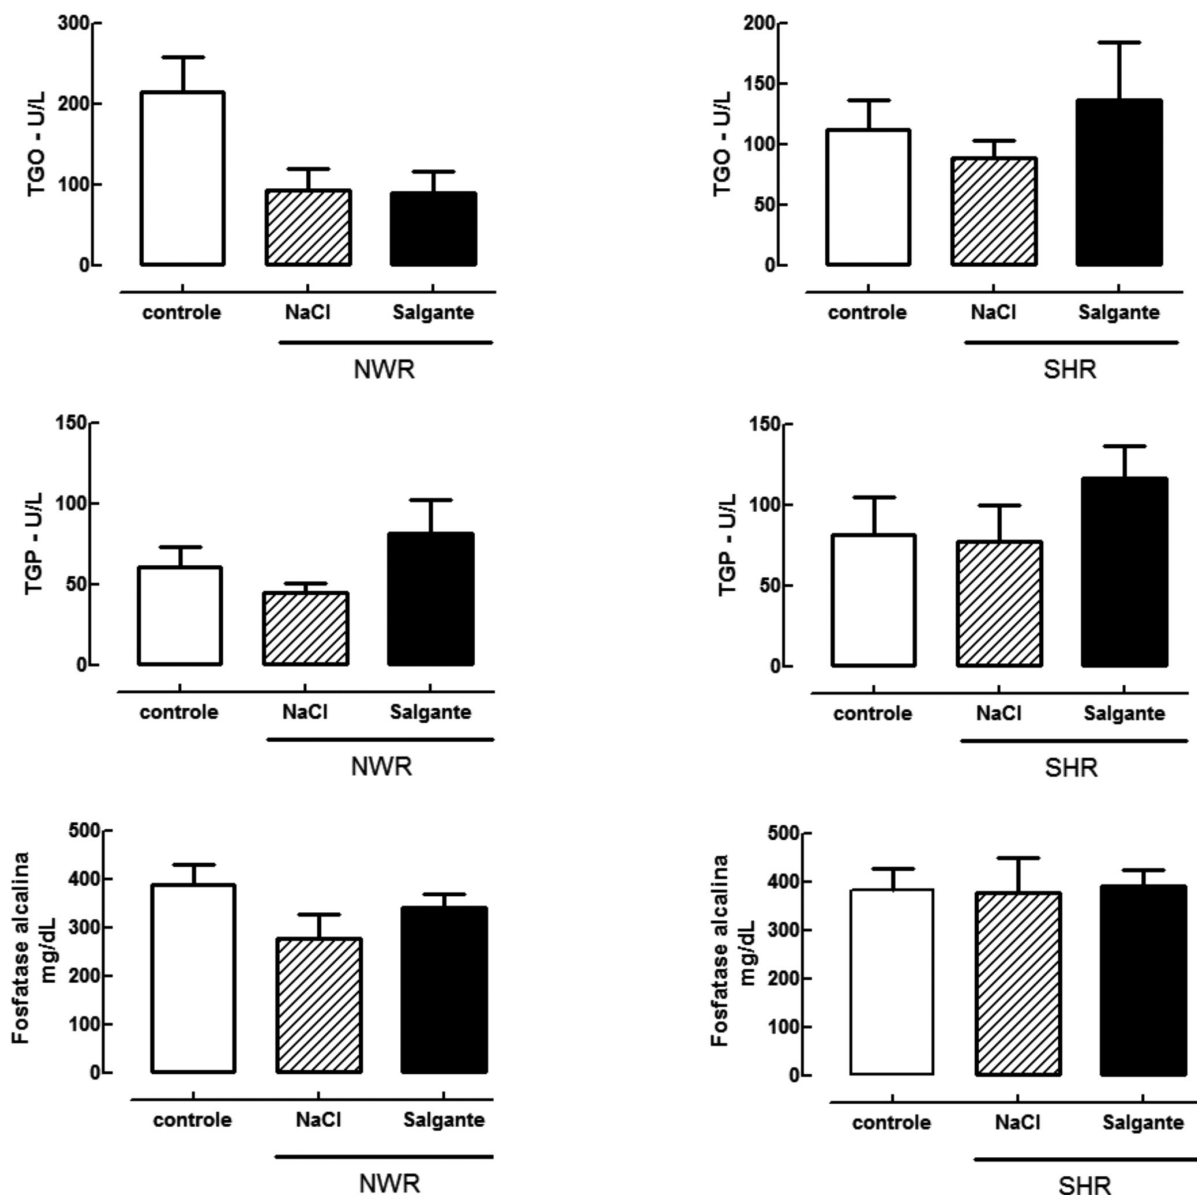 300
200
100
0
TGO - U/L
controle NaCl Salgante
NWR
200
150
100
50
0
TGO - U/L
controle NaCl Salgante
SHR
150
100
50
0
TGP - U/L
controle NaCl Salgante
NWR
150
100
50
0
TGP - U/L
controle NaCl Salgante
SHR
500
400
300
200
100
0
Fosfatase alcalina
mg/dL
controle NaCl Salgante
NWR
500
400
300
200
100
0
Fosfatase alcalina
mg/dL
controle NaCl Salgante
SHR